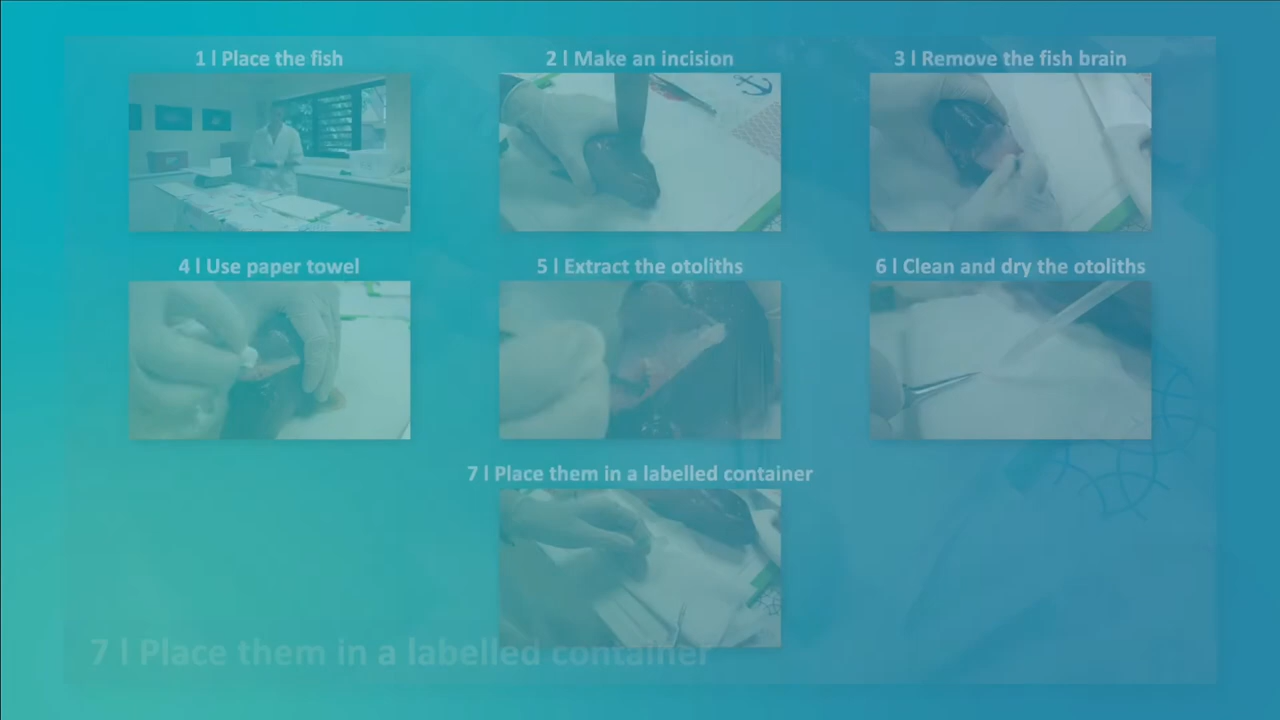 1 l Place the fish
2 l Make an incision
3 l Remove the fish brain
4 l Use paper towel
5 l Extract the otoliths
6 l Clean and dry the otoliths
7 l Place them in a labelled container
7 l Place them in a labelled container